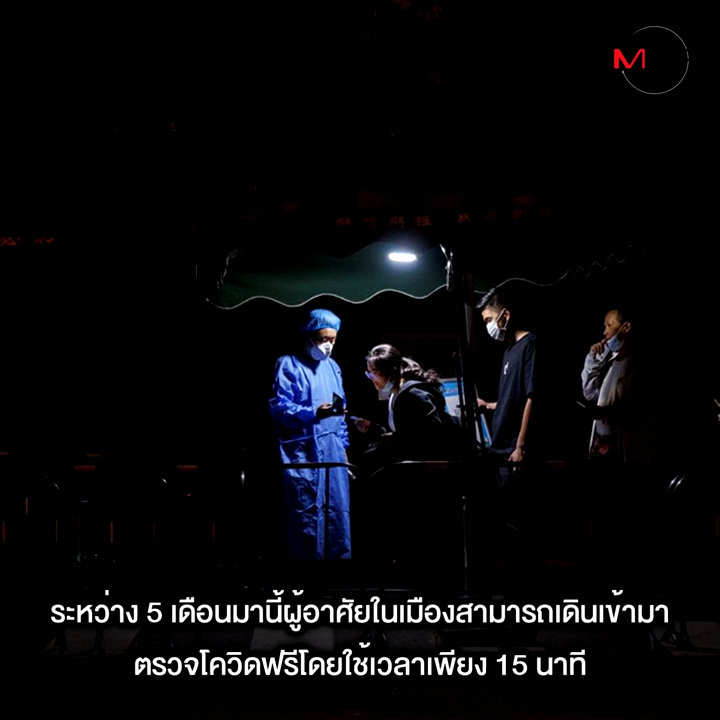 M
ระหว่าง 5 เดือนมานี้ผู้อาศัยในเมืองสามารถเดินเข้ามา
ตรวจโควิดฟรีโดยใช้เวลาเพียง 15 นาที